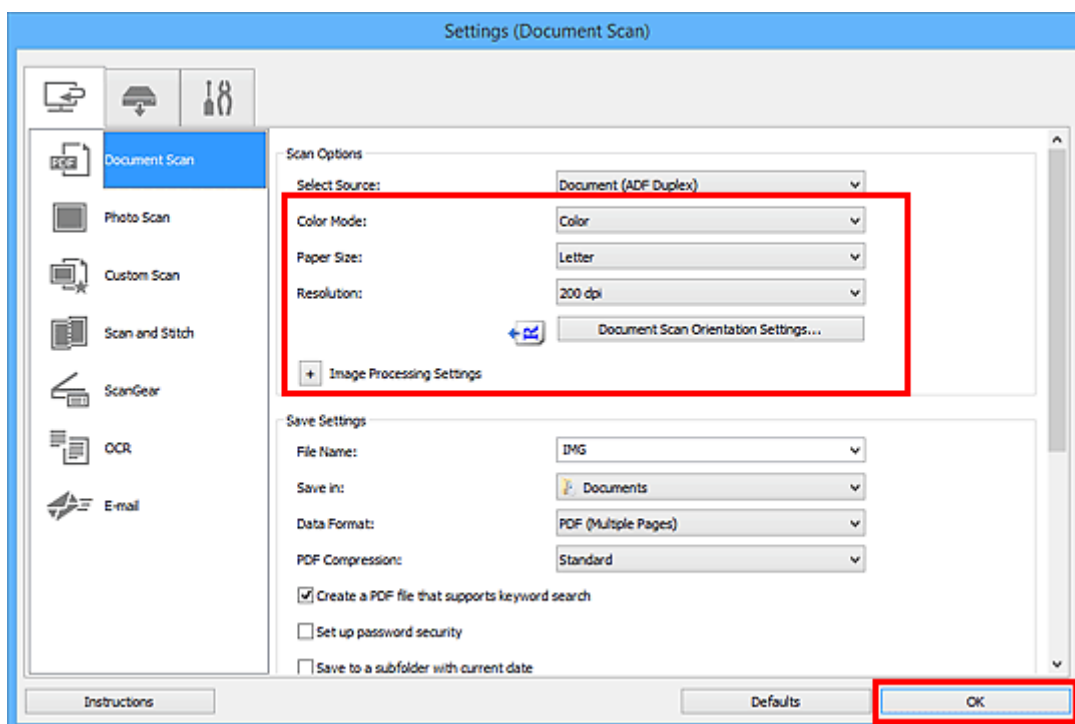 Settings (Document Scan)
PDF
Document Scan
Photo Scan
Custom Scan
Scan and Stitch
ScanGear
OCR
E-mail
Scan Options
Select Source: Document (ADF Duplex)
Color Mode: Color
Paper Size: Letter
Resolution: 200 dpi
R Document Scan Orientation Settings...
+ Image Processing Settings
Save Settings
File Name: IMG
Save in: Documents
Data Format: PDF (Multiple Pages)
PDF Compression: Standard
Create a PDF file that supports keyword search
Set up password security
Save to a subfolder with current date
Instructions Defaults OK